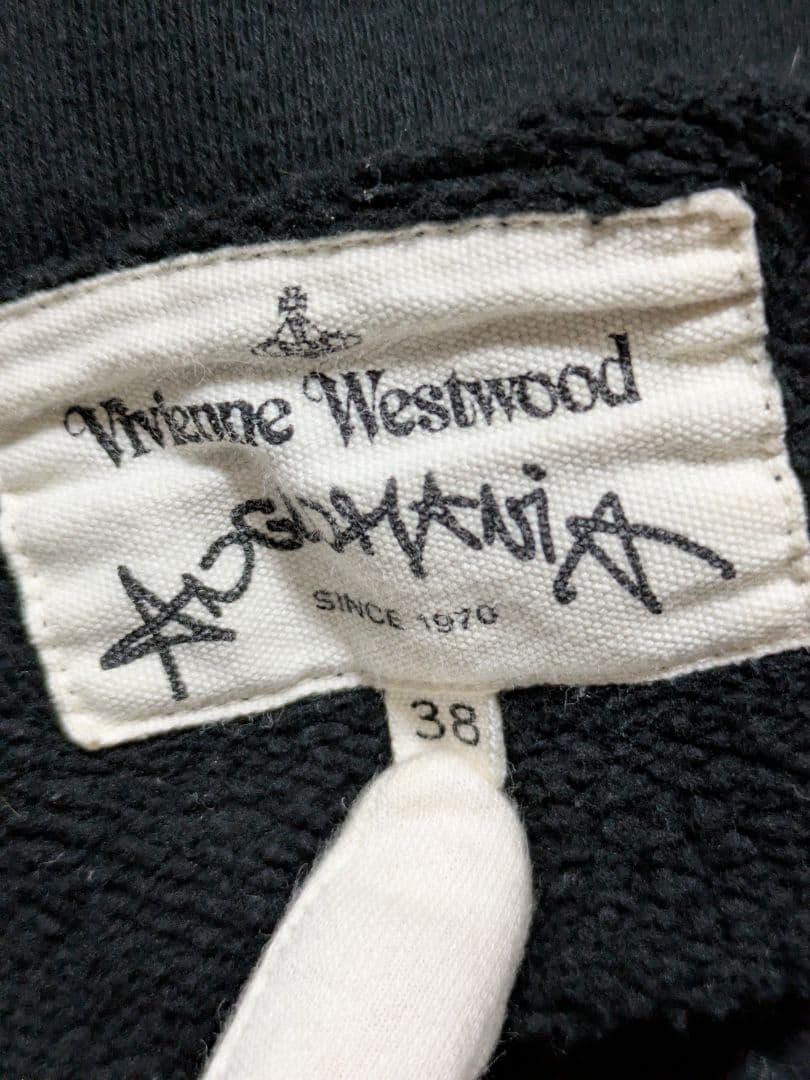 Vivienne Westwood
ANGLOMANIA
SINCE 1970
38